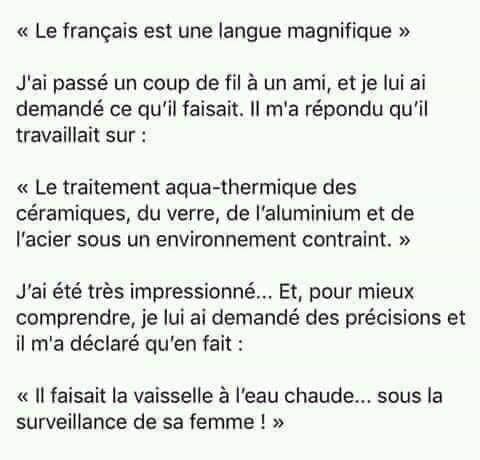 « Le français est une langue magnifique »
J'ai passé un coup de fil à un ami, et je lui ai
demandé ce qu’il faisait. Il m'a répondu qu’il
travaillait sur :
« Le traitement aqua-thermique des
céramiques, du verre, de l’aluminium et de
l’acier sous un environnement contraint. »
J’ai été très impressionné... Et, pour mieux
comprendre, je lui ai demandé des précisions et
il m'a déclaré qu’en fait :
« Il faisait la vaisselle à l’eau chaude... sous la
surveillance de sa femme ! »